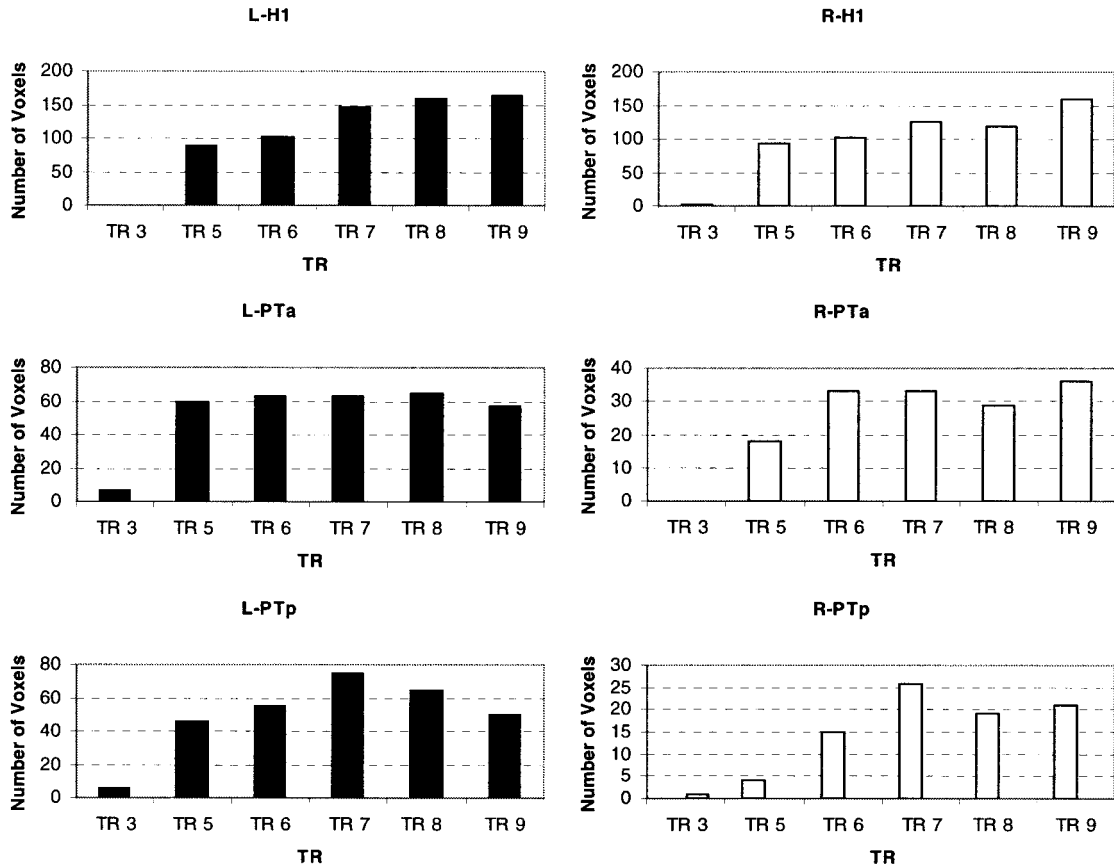 L-H1
Number of Voxels
200
150
100
50
0
TR 3 TR 5 TR 6 TR 7 TR 8 TR 9
TR
R-H1
Number of Voxels
200
150
100
50
0
TR 3 TR 5 TR 6 TR 7 TR 8 TR 9
TR
L-PTa
Number of Voxels
80
60
40
20
0
TR 3 TR 5 TR 6 TR 7 TR 8 TR 9
TR
R-PTa
Number of Voxels
40
30
20
10
0
TR 3 TR 5 TR 6 TR 7 TR 8 TR 9
TR
L-PTp
Number of Voxels
80
60
40
20
0
TR 3 TR 5 TR 6 TR 7 TR 8 TR 9
TR
R-PTp
Number of Voxels
30
25
20
15
10
5
0
TR 3 TR 5 TR 6 TR 7 TR 8 TR 9
TR